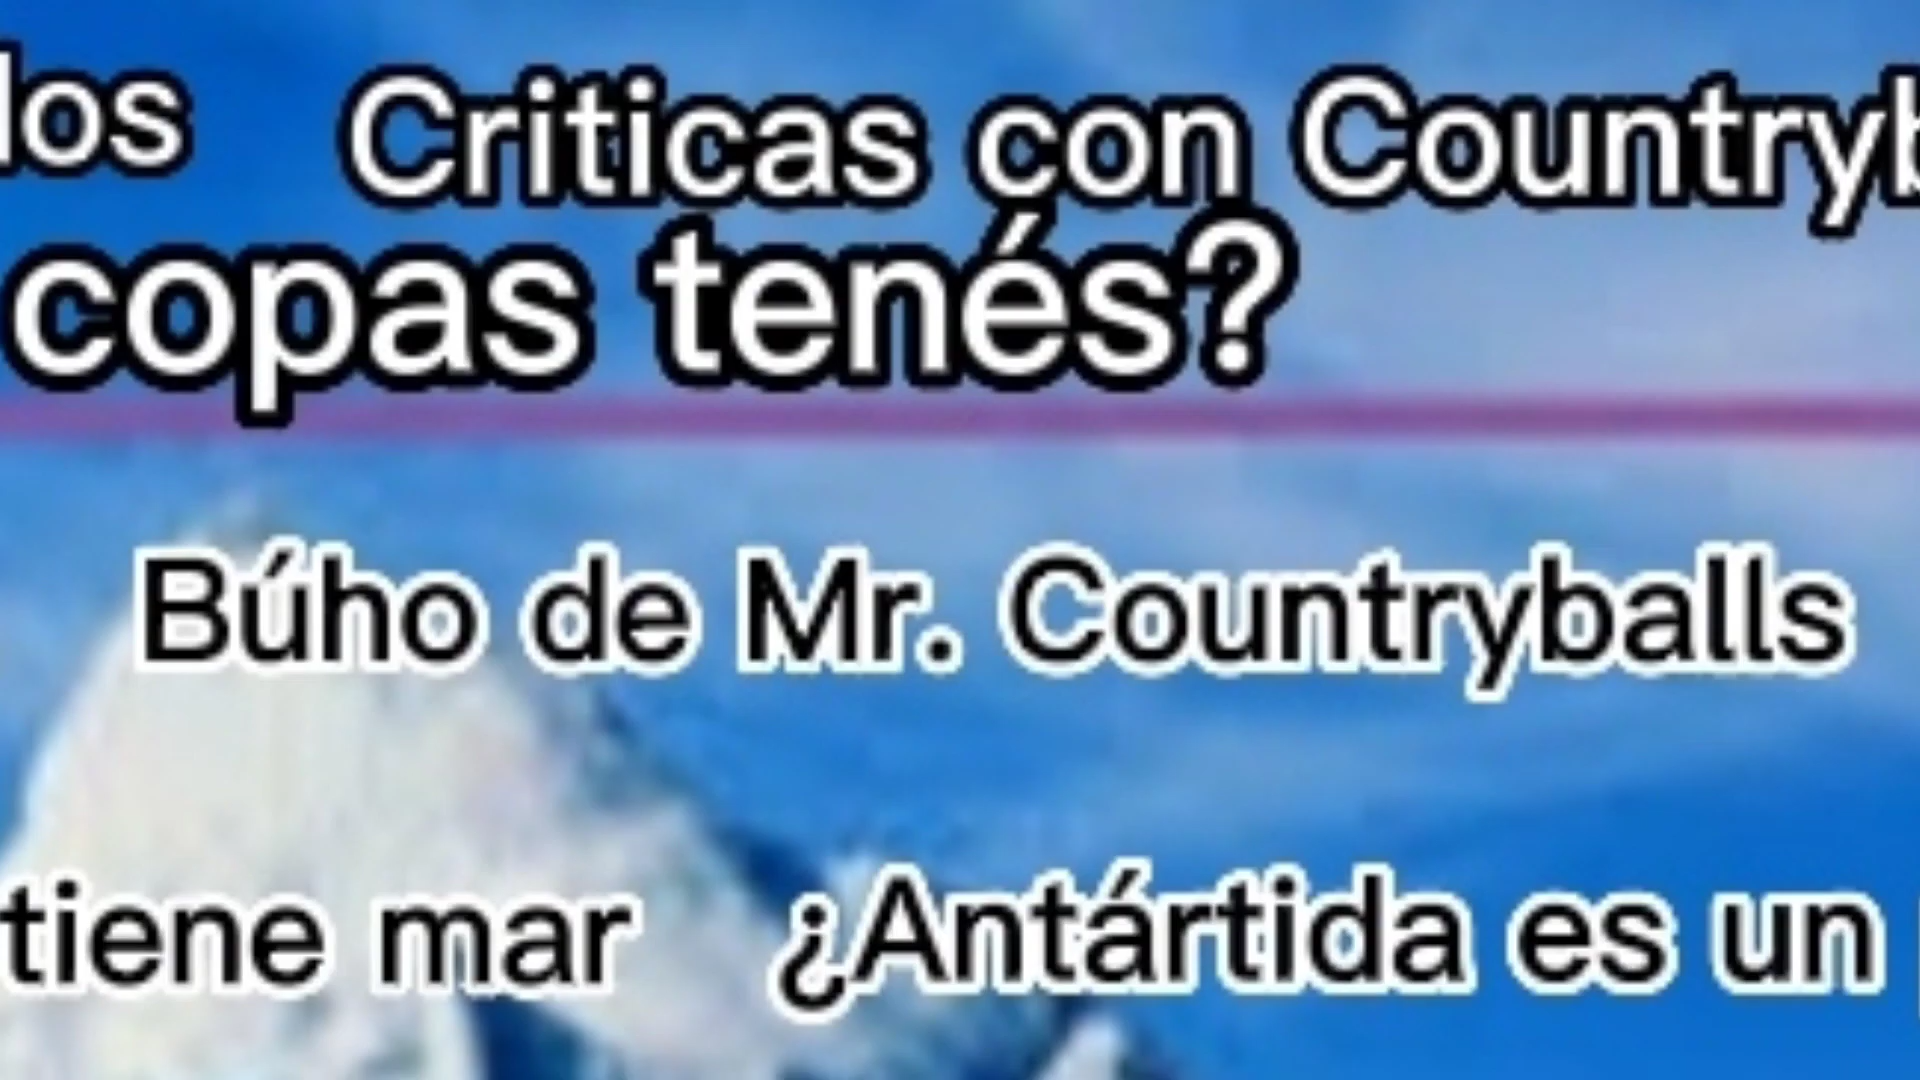 los Criticas con Countryb
copas tenés?
Búho de Mr. Countryballs
tiene mar ¿Antártida es un